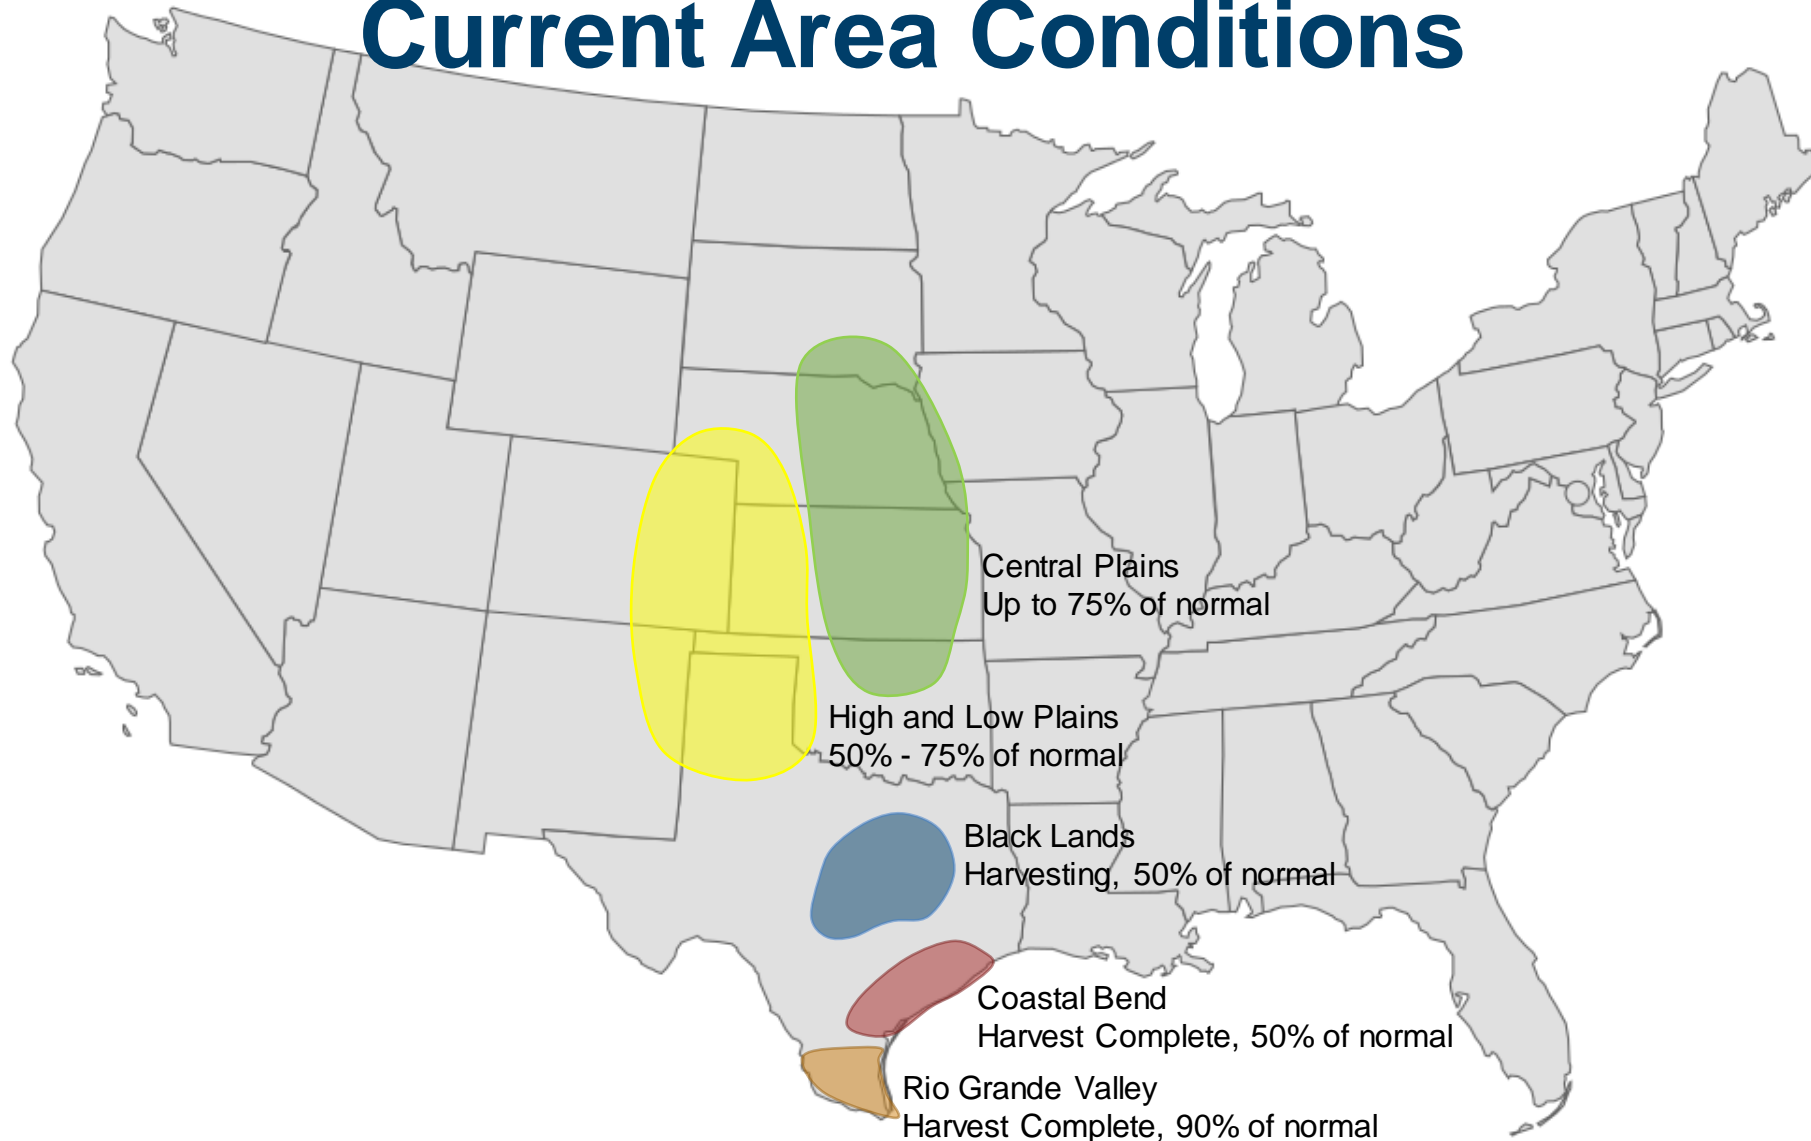 Current Area Conditions
Central Plains
Up to 75% of normal
High and Low Plains
50% - 75% of normal
Black Lands
Harvesting, 50% of normal
Coastal Bend
Harvest Complete, 50% of normal
Rio Grande Valley
Harvest Complete, 90% of normal